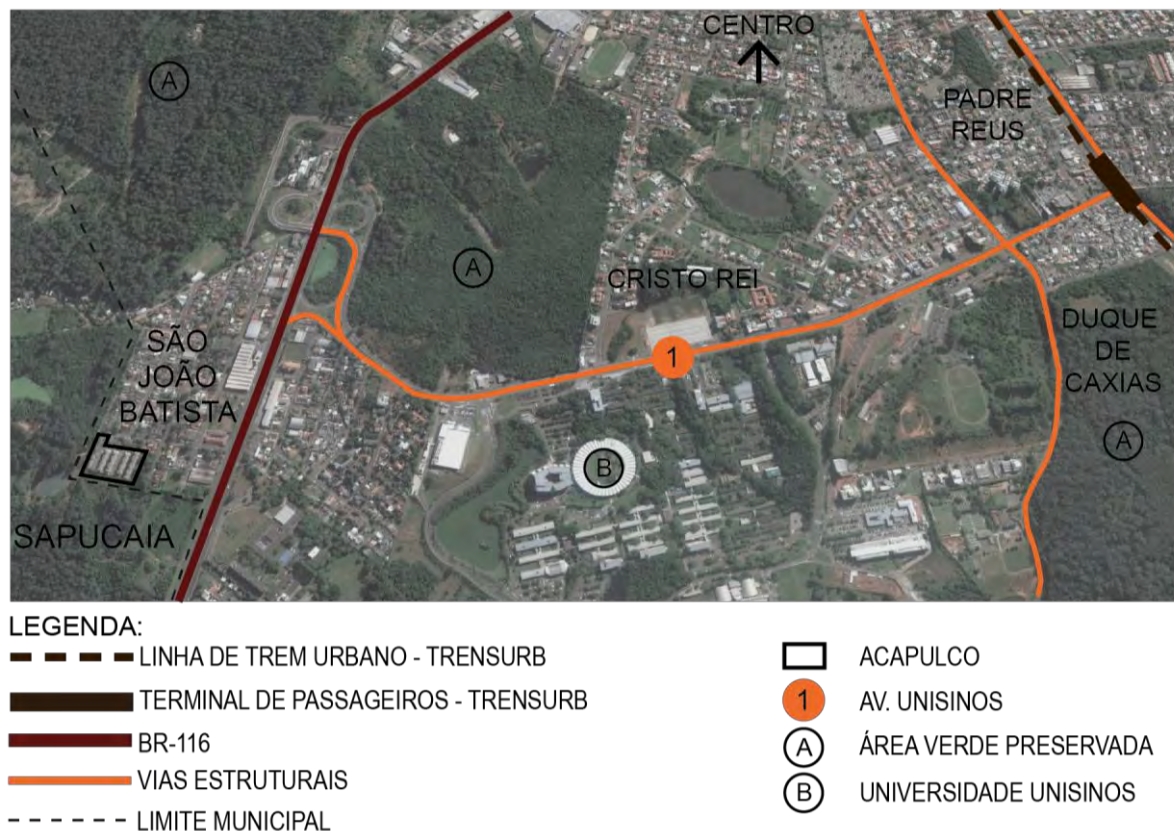 CENTRO
A
PADRE
REUS
A
CRISTO REI
SÃO
JOÃO
BATISTA
1
DUQUE
DE
CAXIAS
A
B
SAPUCAIA
LEGENDA:
LINHA DE TREM URBANO - TRENSURB
TERMINAL DE PASSAGEIROS - TRENSURB
BR-116
VIAS ESTRUTURAIS
LIMITE MUNICIPAL
ACAPULCO
1 AV. UNISINOS
A ÁREA VERDE PRESERVADA
B UNIVERSIDADE UNISINOS